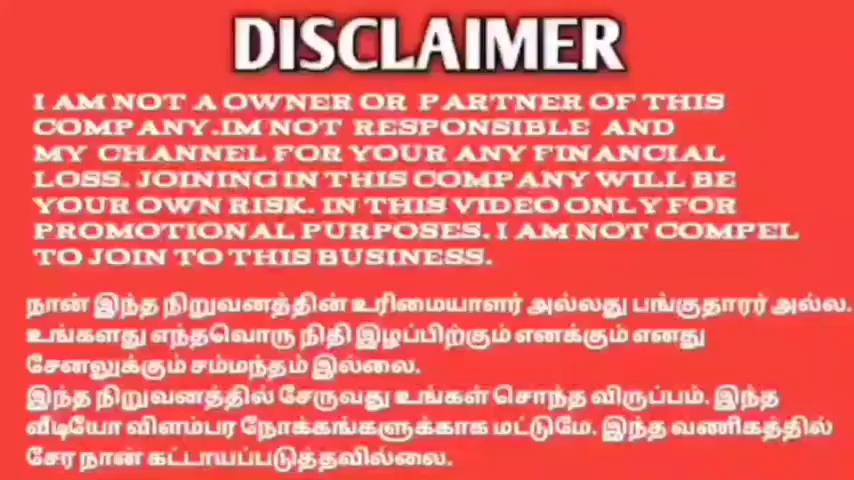 DISCLAIMER
I AM NOT A OWNER OR PARTNER OF THIS
COMPANY.IM NOT RESPONSIBLE AND
MY CHANNEL FOR YOUR ANY FINANCIAL
LOSS. JOINING IN THIS COMPANY WILL BE
YOUR OWN RISK. IN THIS VIDEO ONLY FOR
PROMOTIONAL PURPOSES. I AM NOT COMPEL
TO JOIN TO THIS BUSINESS.
நான் இந்த நிறுவனத்தின் உரிமையாளர் அல்லது பங்குதாரர் அல்ல.
உங்களது எந்தவொரு நிதி இழப்பிற்கும் எனக்கும் எனது
சேனலுக்கும் சம்மந்தம் இல்லை.
இந்த நிறுவனத்தில் சேருவது உங்கள் சொந்த விருப்பம். இந்த
வீடியோ விளம்பர நோக்கங்களுக்காக மட்டுமே. இந்த வணிகத்தில்
சேர நான் கட்டாயப்படுத்தவில்லை.